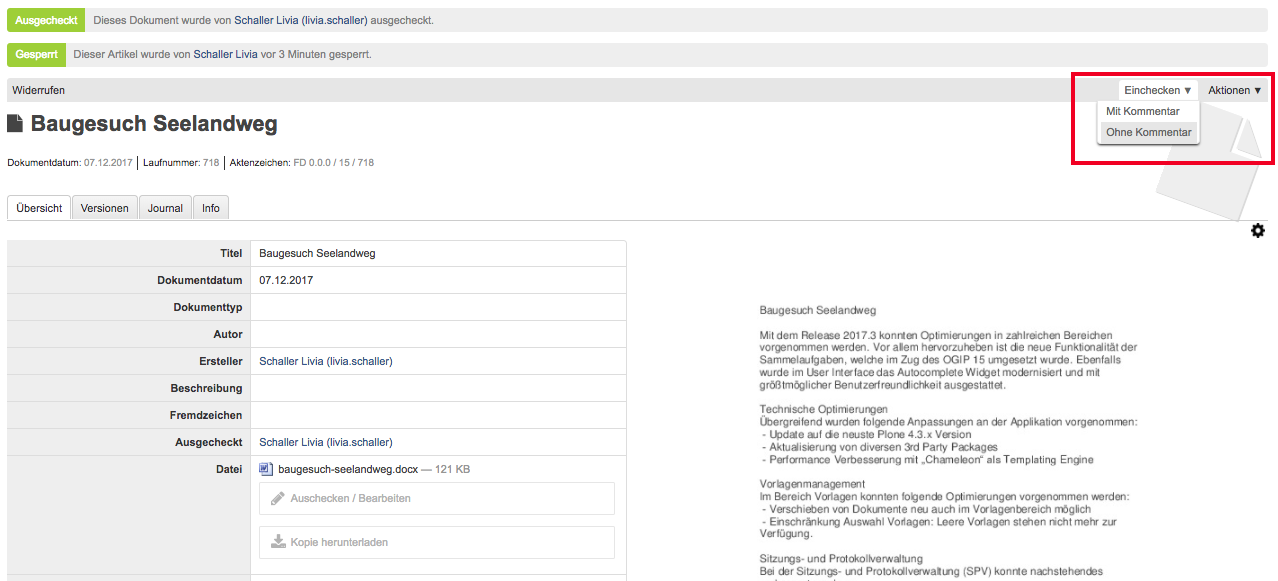 Ausgecheckt Dieses Dokument wurde von Schaller Livia (livia.schaller) ausgecheckt.
Gesperrt Dieser Artikel wurde von Schaller Livia vor 3 Minuten gesperrt.
Widerrufen Einchecken ▼ Aktionen ▼
Mit Kommentar
Ohne Kommentar
Baugesuch Seelandweg
Dokumentdatum: 07.12.2017 | Laufnummer: 718 | Aktenzeichen: FD 0.0.0 / 15 / 718
Übersicht Versionen Journal Info
Titel Baugesuch Seelandweg
Dokumentdatum 07.12.2017
Dokumenttyp
Autor
Ersteller Schaller Livia (livia.schaller)
Beschreibung
Fremdzeichen
Ausgecheckt Schaller Livia (livia.schaller)
Datei baugesuch-seelandweg.docx — 121 KB
Auschecken / Bearbeiten
Kopie herunterladen
Baugesuch Seelandweg
Mit dem Release 2017.3 konnten Optimierungen in zahlreichen Bereichen
vorgenommen werden. Vor allem hervorzuheben ist die neue Funktionalität der
Sammelaufgaben, welche im Zug des OGIP 15 umgesetzt wurde. Ebenfalls
wurde im User Interface das Autocomplete Widget modernisiert und mit
größtmöglicher Benutzerfreundlichkeit ausgestattet.
Technische Optimierungen
Übergreifend wurden folgende Anpassungen an der Applikation vorgenommen:
- Update auf die neuste Plone 4.3.x Version
- Aktualisierung von diversen 3rd Party Packages
- Performance Verbesserung mit „Chameleon“ als Templating Engine
Vorlagenmanagement
Im Bereich Vorlagen konnten folgende Optimierungen vorgenommen werden:
- Verschieben von Dokumente neu auch im Vorlagenbereich möglich
- Einschränkung Auswahl Vorlagen: Leere Vorlagen stehen nicht mehr zur
Verfügung.
Sitzungs- und Protokollverwaltung
Bei der Sitzungs- und Protokollverwaltung (SPV) konnte nachstehendes